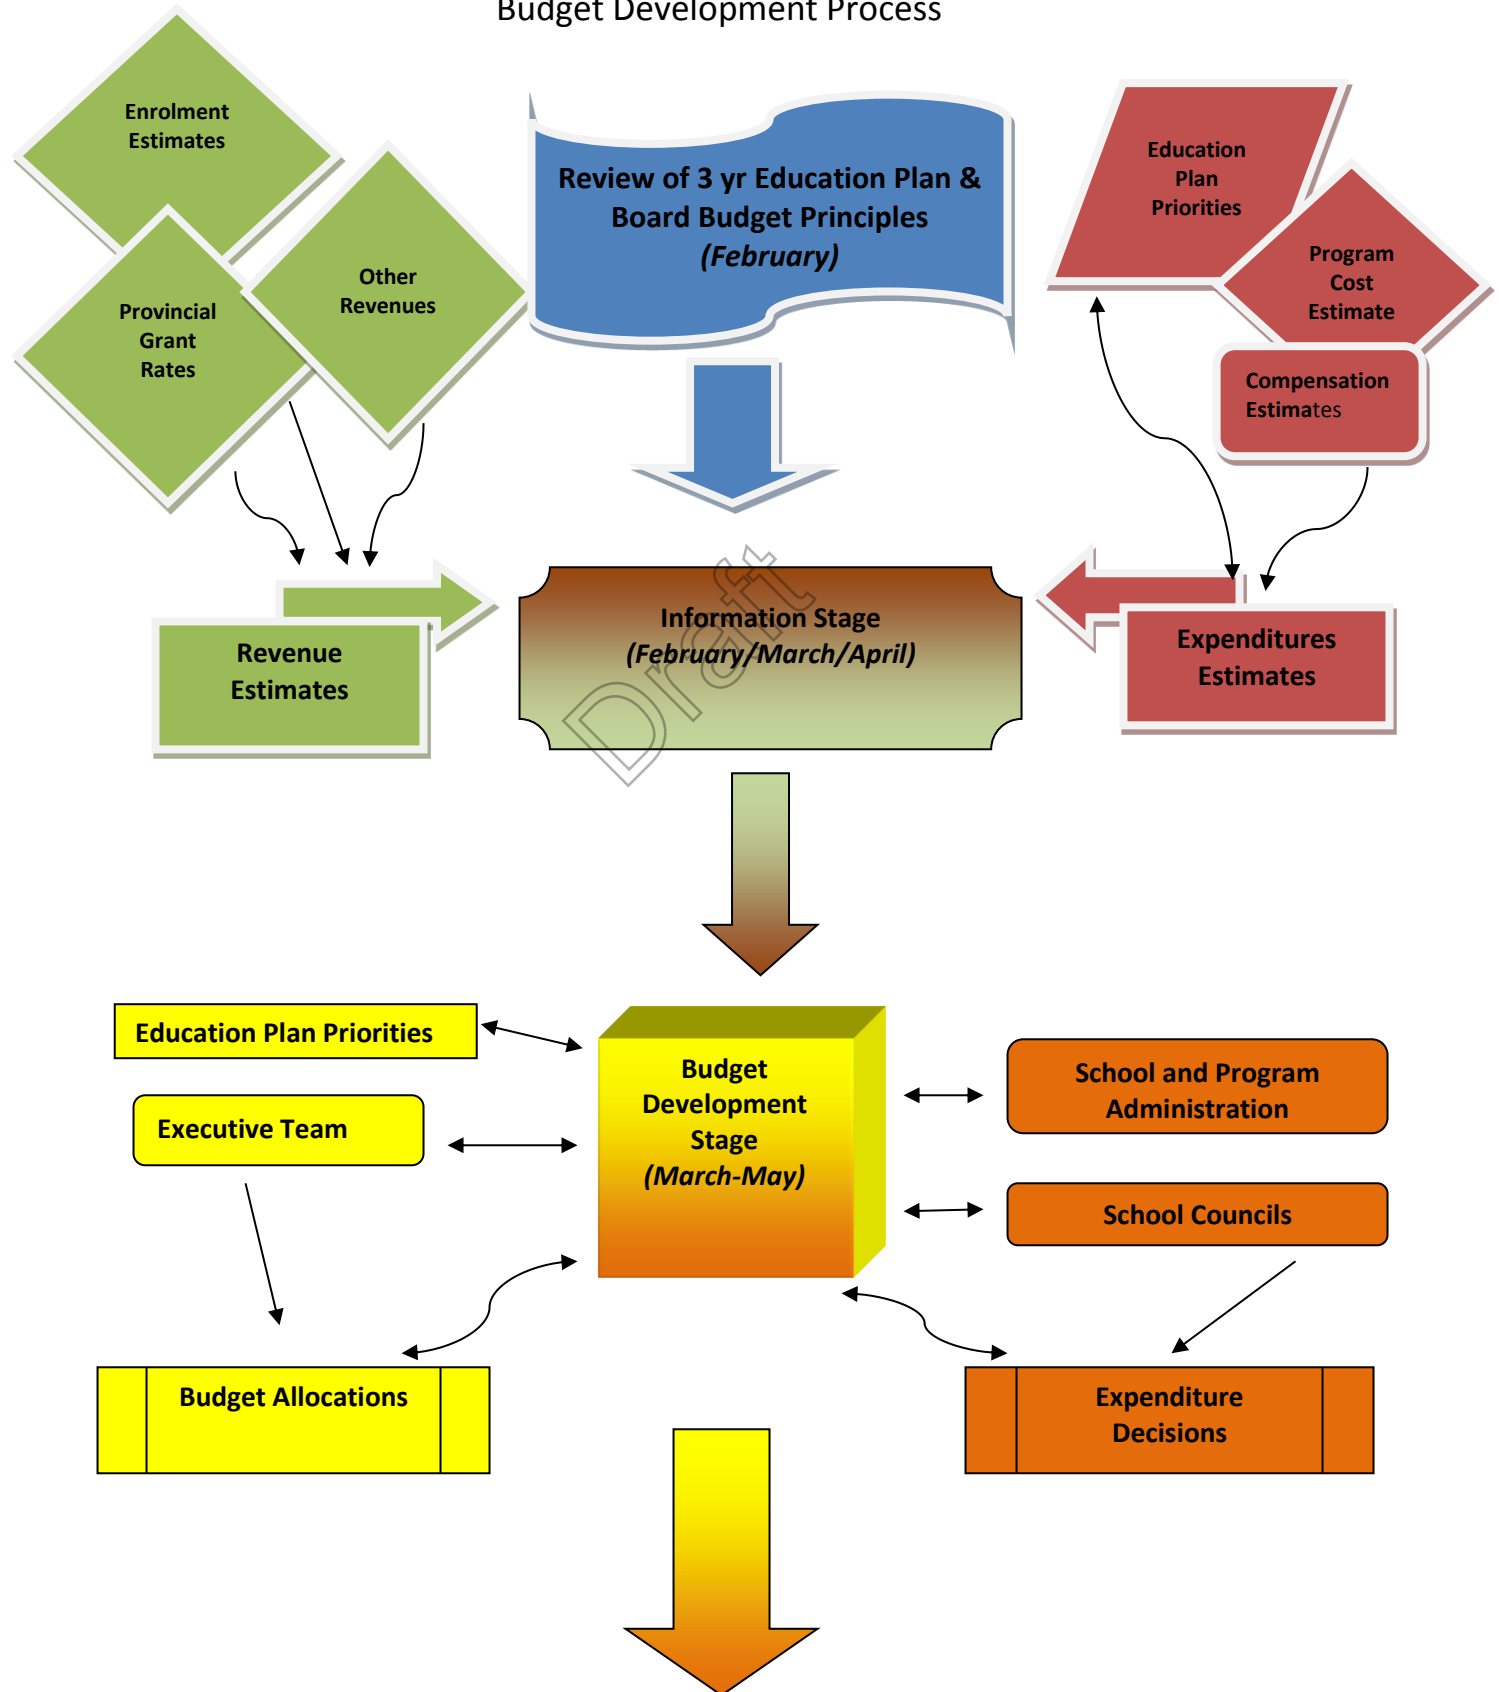 Budget Development Process
Enrolment
Estimates
Provincial
Grant
Rates
Other
Revenues
Review of 3 yr Education Plan &
Board Budget Principles
(February)
Education
Plan
Priorities
Program
Cost
Estimate
Compensation
Estimates
Revenue
Estimates
Information Stage
(February/March/April)
Draft
Expenditures
Estimates
Education Plan Priorities
Executive Team
Budget
Development
Stage
(March-May)
School and Program
Administration
School Councils
Budget Allocations
Expenditure
Decisions